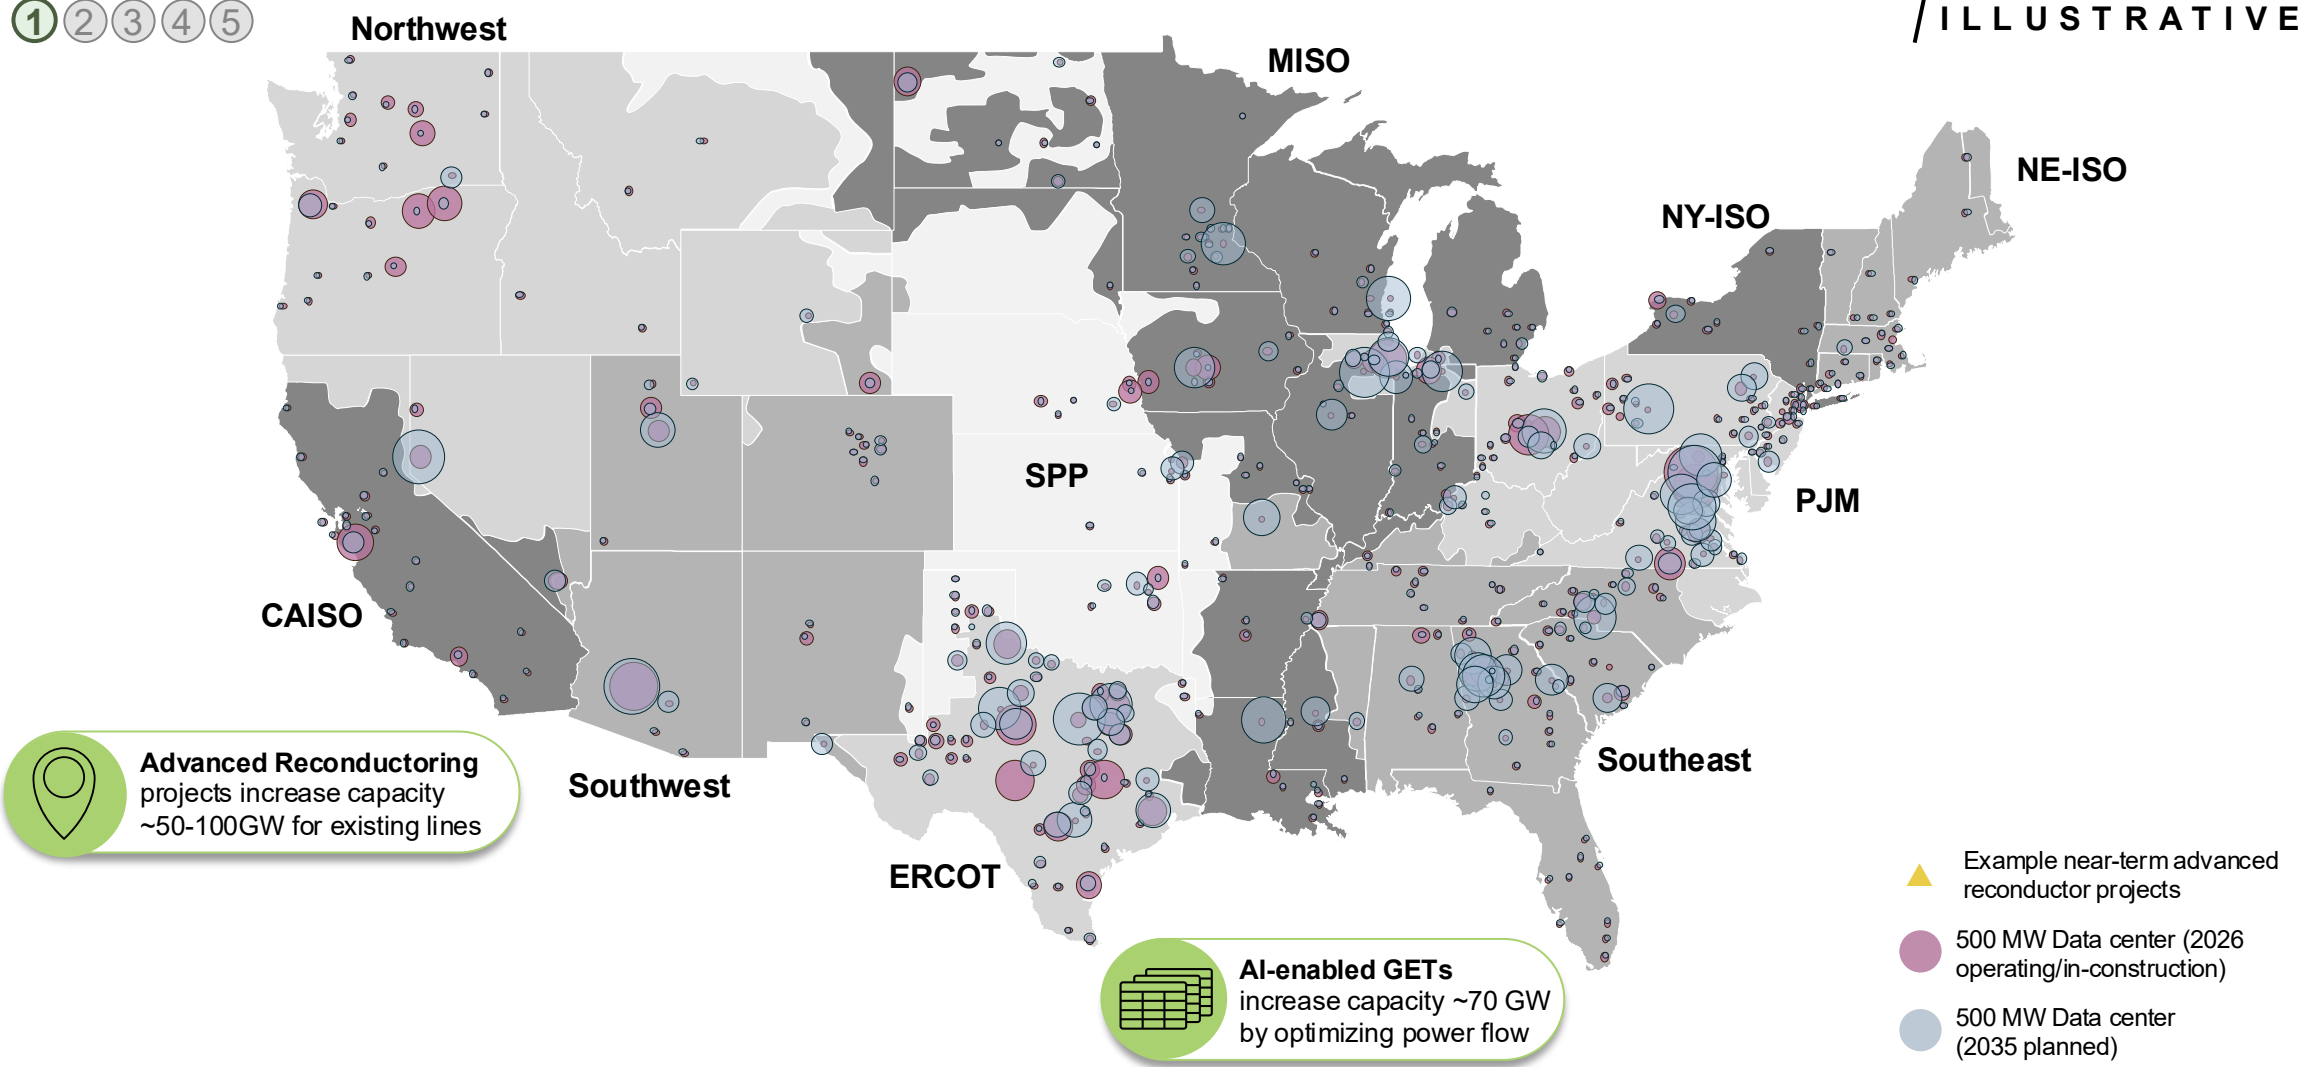 1 2 3 4 5
/ ILLUSTRATIVE
Northwest
MISO
NE-ISO
NY-ISO
SPP
PJM
CAISO
Southwest
Southeast
ERCOT
Advanced Reconductoring
projects increase capacity
~50-100GW for existing lines
AI-enabled GETs
increase capacity ~70 GW
by optimizing power flow
Example near-term advanced
reconductor projects
500 MW Data center (2026
operating/in-construction)
500 MW Data center
(2035 planned)